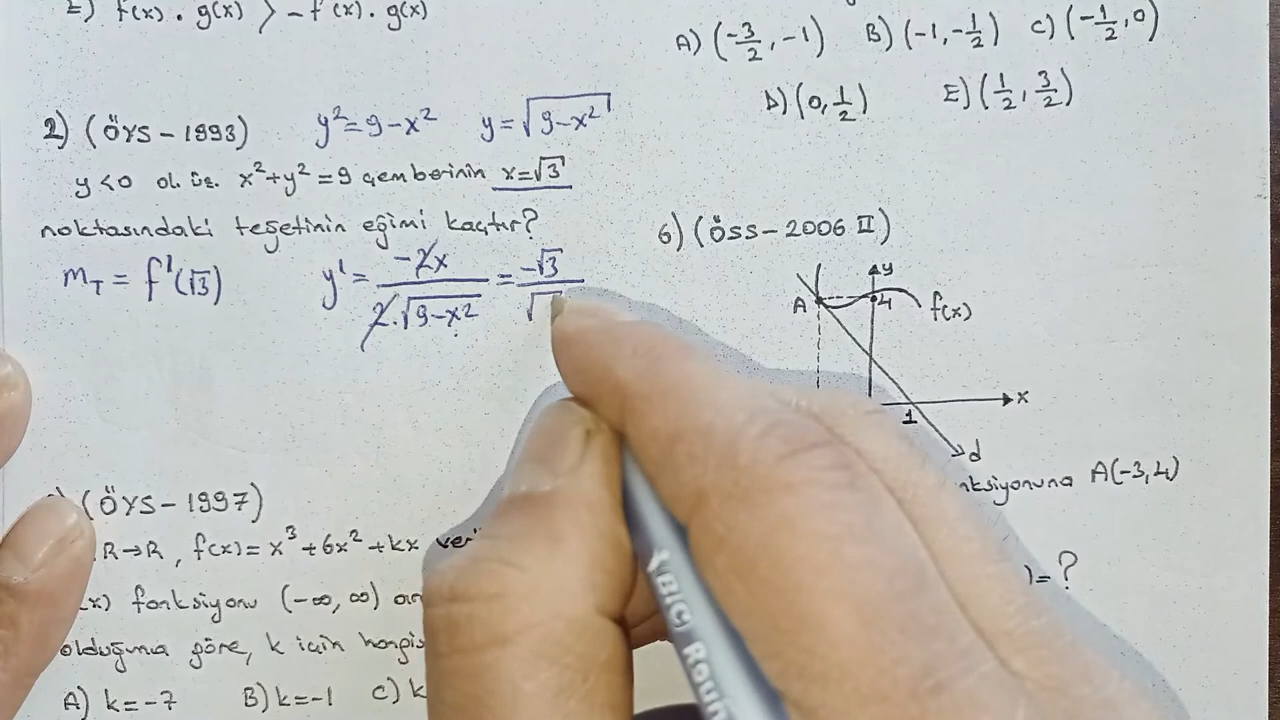 E) f(x) . g(x) > -f'(x) . g(x)
2) (ÖYS-1993) y²=9-x² y=√(9-x²)
y<0 ol. üz. x²+y²=9 çemberinin x=√3
noktasındaki teğetinin eğimi kaçtır?
m_T = f'(√3) y' = -2x / 2.√(9-x²) = -√3 / √
(ÖYS-1997)
R→R, f(x)=x³+6x²+kx
fonksiyonu (-∞, ∞)
olduğuna göre, k için
A) k=-7 B) k=-1 C) k
A) (-3/2, -1) B) (-1, -1/2) C) (-1/2, 0)
D) (0, 1/2) E) (1/2, 3/2)
6) (ÖSS-2006 II)
y
A 4 f(x)
x
1
d
A(-3,4)
)=?
BIC Roun